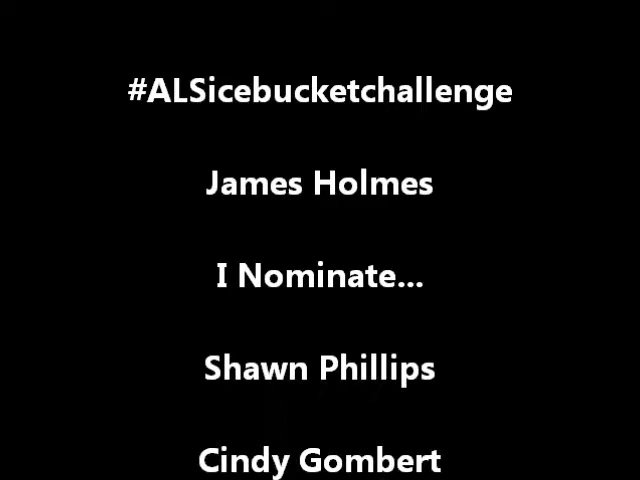 #ALSicebucketchallenge
James Holmes
I Nominate...
Shawn Phillips
Cindy Gombert